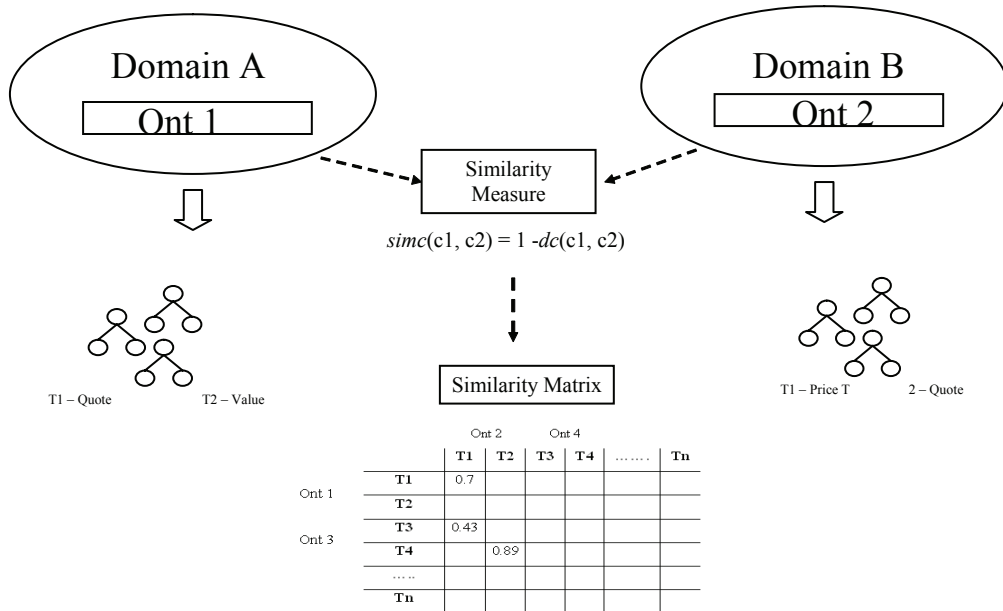 Domain A
Ont 1
Domain B
Ont 2
Similarity
Measure
simc(c1, c2) = 1 -dc(c1, c2)
T1 – Quote
T2 – Value
T1 – Price T
2 – Quote
Similarity Matrix
Ont 2 Ont 4
T1 T2 T3 T4 ....... Tn
Ont 1
T1 0.7
T2
Ont 3
T3 0.43
T4 0.89
.....
Tn